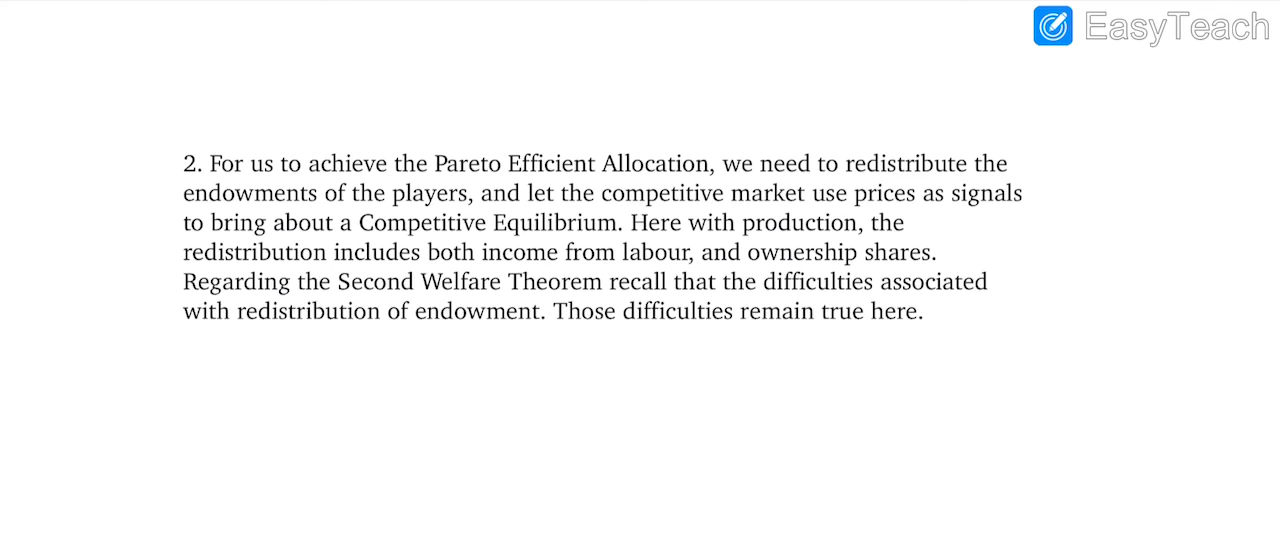 EasyTeach
2. For us to achieve the Pareto Efficient Allocation, we need to redistribute the
endowments of the players, and let the competitive market use prices as signals
to bring about a Competitive Equilibrium. Here with production, the
redistribution includes both income from labour, and ownership shares.
Regarding the Second Welfare Theorem recall that the difficulties associated
with redistribution of endowment. Those difficulties remain true here.